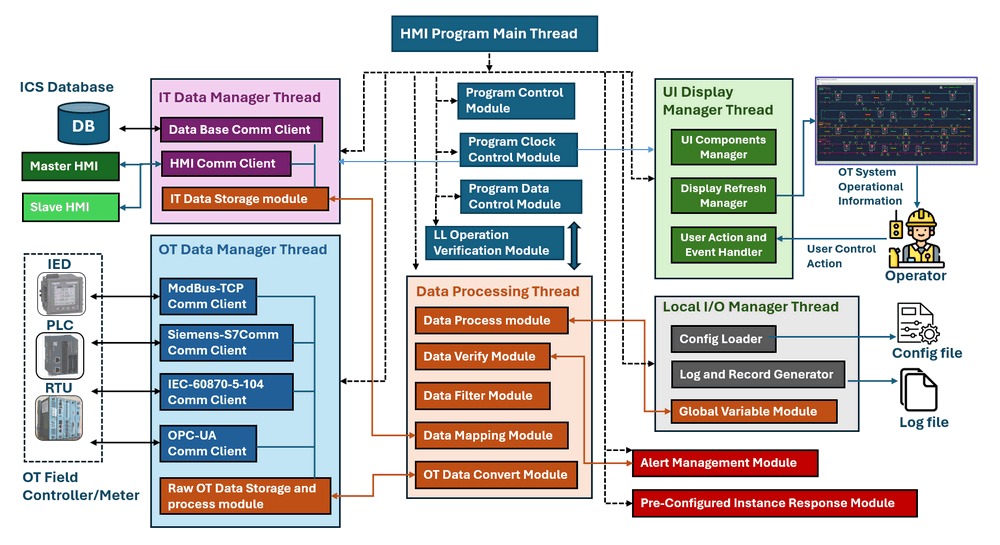 HMI Program Main Thread
ICS Database
DB
Master HMI
Slave HMI
IT Data Manager Thread
Data Base Comm Client
HMI Comm Client
IT Data Storage module
Program Control
Module
Program Clock
Control Module
Program Data
Control Module
LL Operation
Verification Module
UI Display
Manager Thread
UI Components
Manager
Display Refresh
Manager
User Action and
Event Handler
OT System
Operational
Information
User Control
Action
Operator
IED
PLC
RTU
OT Field
Controller/Meter
OT Data Manager Thread
ModBus-TCP
Comm Client
Siemens-S7Comm
Comm Client
IEC-60870-5-104
Comm Client
OPC-UA
Comm Client
Raw OT Data Storage and
process module
Data Processing Thread
Data Process module
Data Verify Module
Data Filter Module
Data Mapping Module
OT Data Convert Module
Local I/O Manager Thread
Config Loader
Log and Record Generator
Global Variable Module
Config file
Log file
Alert Management Module
Pre-Configured Instance Response Module